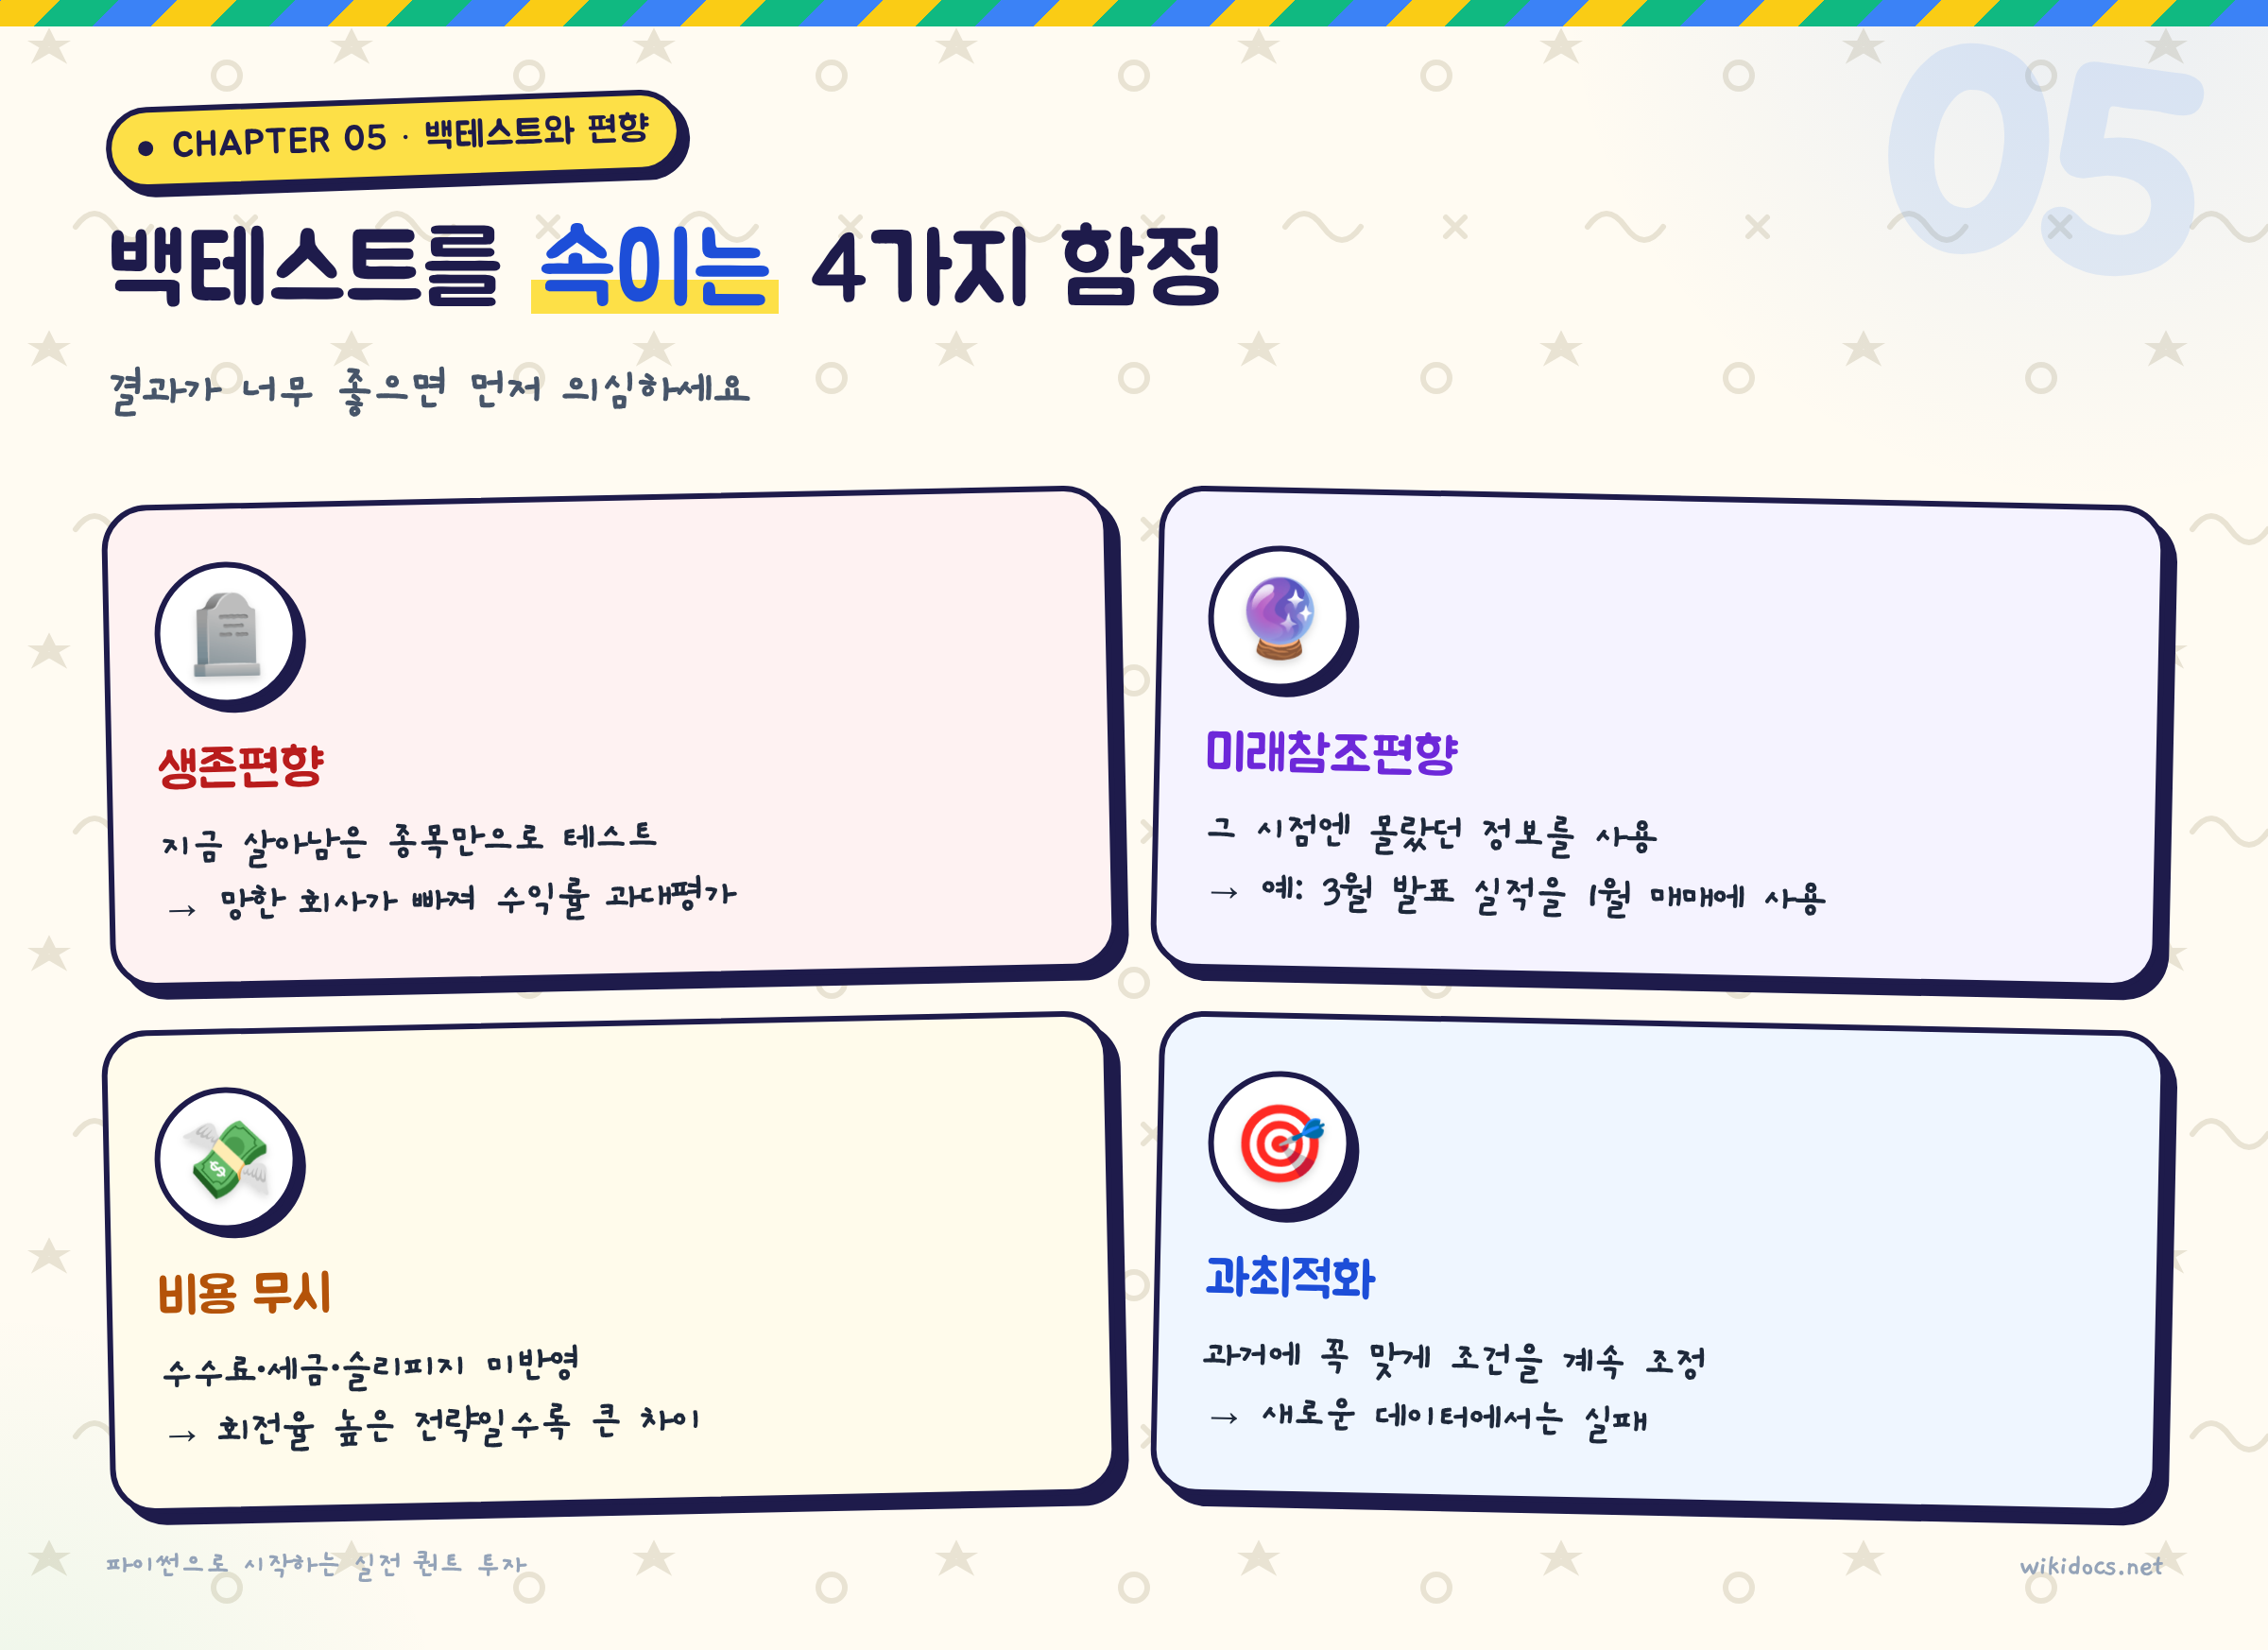 05
• CHAPTER 05 · 백테스트와 편향
백테스트를 속이는 4가지 함정
결과가 너무 좋으면 먼저 의심하세요
생존편향
지금 살아남은 종목만으로 테스트
→ 망한 회사가 빠져 수익률 과대평가
미래참조편향
그 시점엔 몰랐던 정보를 사용
→ 예: 3월 발표 실적을 1월 매매에 사용
비용 무시
수수료·세금·슬리피지 미반영
→ 회전율 높은 전략일수록 큰 차이
과최적화
과거에 꼭 맞게 조건을 계속 조정
→ 새로운 데이터에서는 실패
파이썬으로 시작하는 실전 퀀트 투자
wikidocs.net